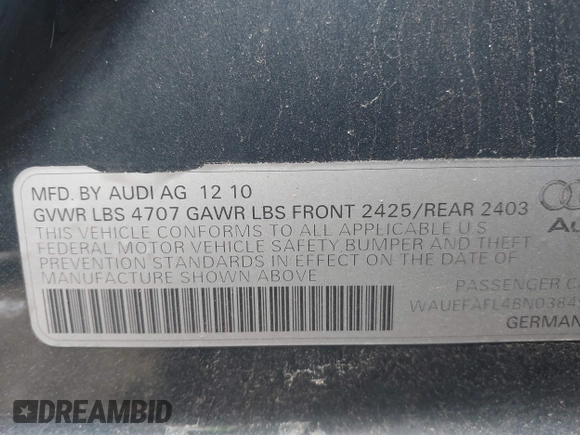 MFD. BY AUDI AG 12 10
GVWR LBS 4707 GAWR LBS FRONT 2425/REAR 2403
THIS VEHICLE CONFORMS TO ALL APPLICABLE U S
FEDERAL MOTOR VEHICLE SAFETY BUMPER AND THEFT
PREVENTION STANDARDS IN EFFECT ON THE DATE OF
MANUFACTURE SHOWN ABOVE
PASSENGER
WAUEFAFL4BN0384
GERMAN
DREAMBID